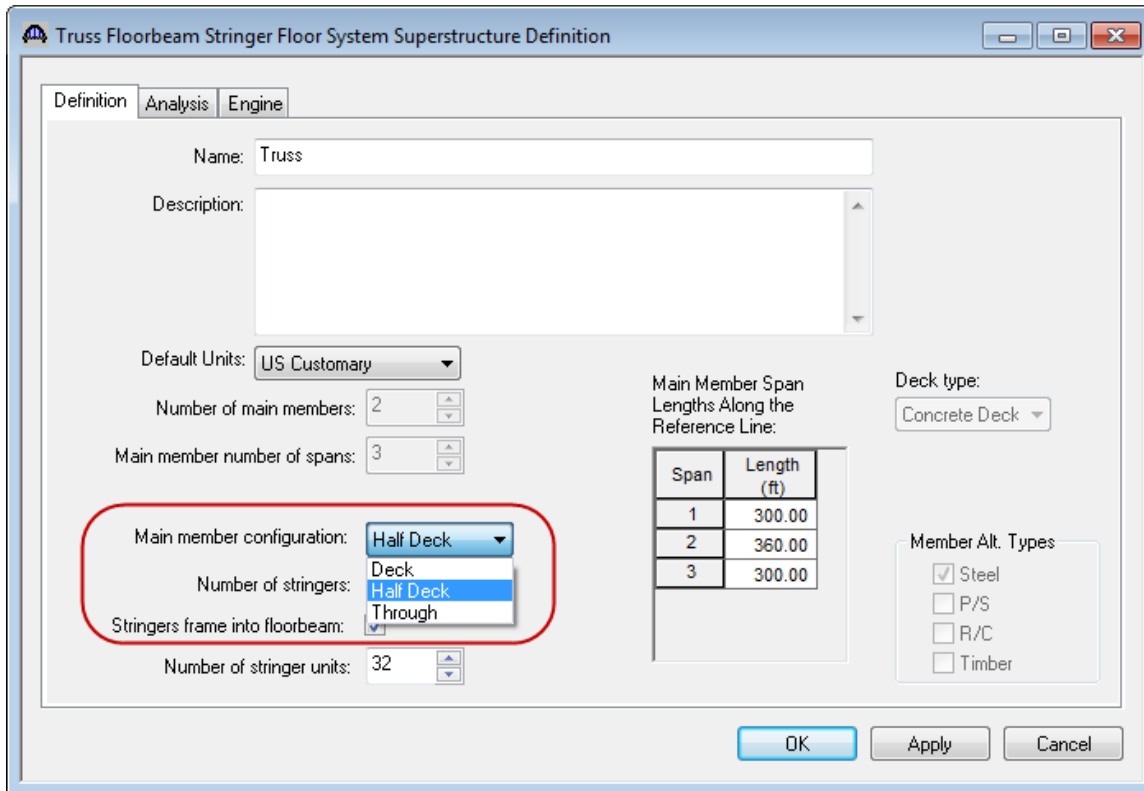 Truss Floorbeam Stringer Floor System Superstructure Definition
Definition Analysis Engine
Name: Truss
Description:
Default Units: US Customary
Number of main members: 2
Main member number of spans: 3
Main member configuration: Half Deck
Deck
Half Deck
Through
Number of stringers:
Stringers frame into floorbeam:
Number of stringer units: 32
Main Member Span
Lengths Along the
Reference Line:
Span Length
(ft)
1 300.00
2 360.00
3 300.00
Deck type:
Concrete Deck
Member Alt. Types
Steel
P/S
R/C
Timber
OK Apply Cancel